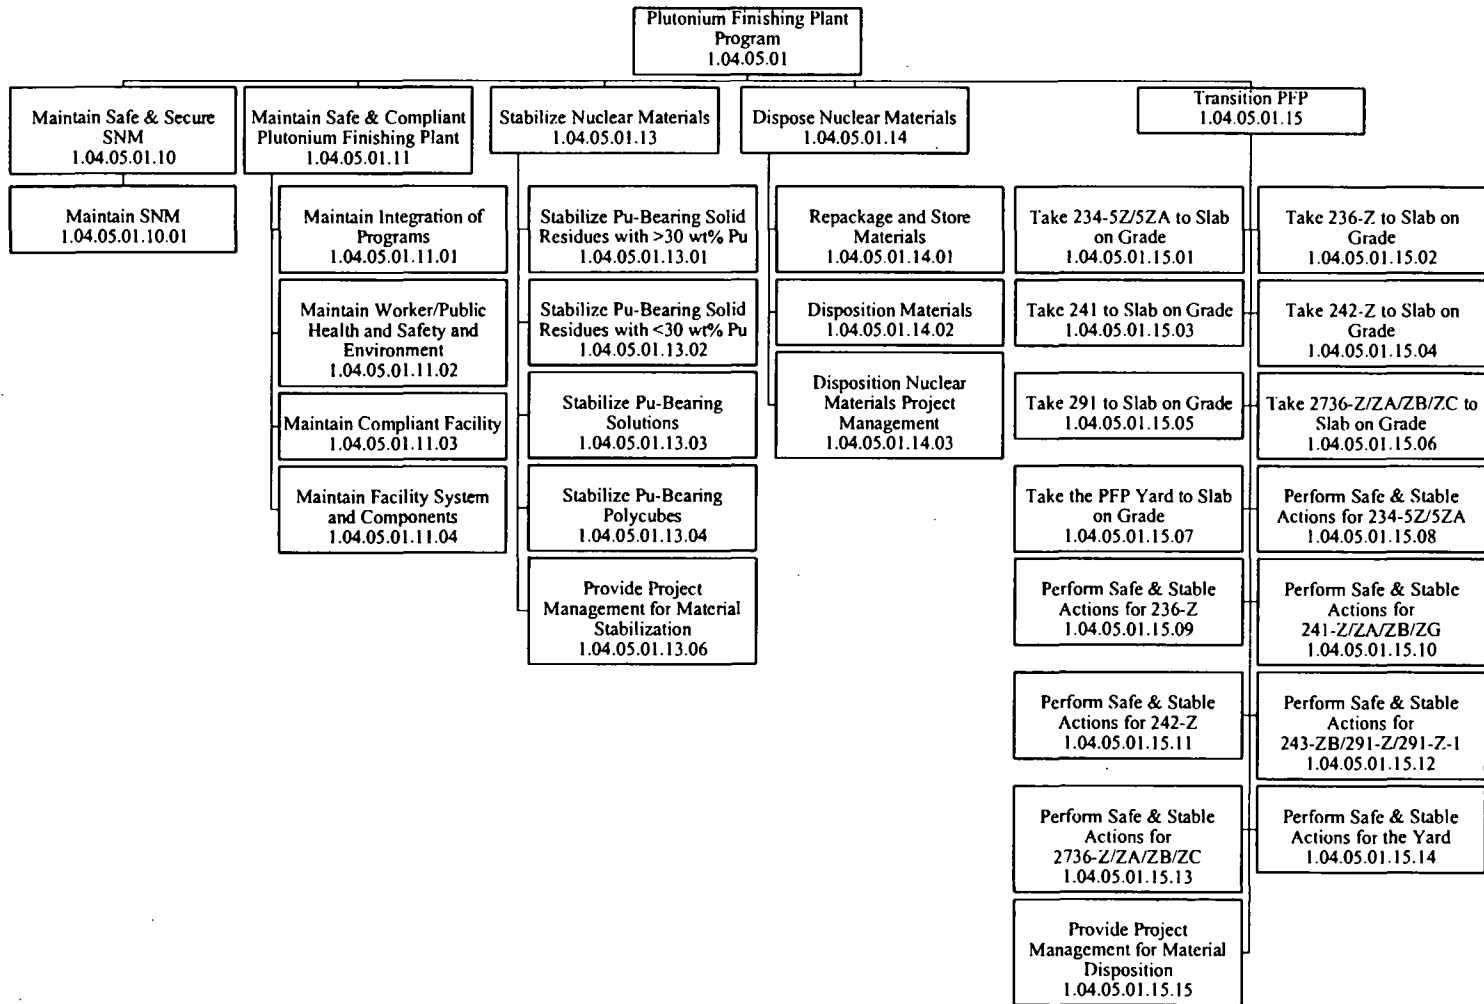 Plutonium Finishing Plant
Program
1.04.05.01
Maintain Safe & Secure
SNM
1.04.05.01.10
Maintain SNM
1.04.05.01.10.01
Maintain Safe & Compliant
Plutonium Finishing Plant
1.04.05.01.11
Maintain Integration of
Programs
1.04.05.01.11.01
Maintain Worker/Public
Health and Safety and
Environment
1.04.05.01.11.02
Maintain Compliant Facility
1.04.05.01.11.03
Maintain Facility System
and Components
1.04.05.01.11.04
Stabilize Nuclear Materials
1.04.05.01.13
Stabilize Pu-Bearing Solid
Residues with >30 wt% Pu
1.04.05.01.13.01
Stabilize Pu-Bearing Solid
Residues with <30 wt% Pu
1.04.05.01.13.02
Stabilize Pu-Bearing
Solutions
1.04.05.01.13.03
Stabilize Pu-Bearing
Polycubes
1.04.05.01.13.04
Provide Project
Management for Material
Stabilization
1.04.05.01.13.06
Dispose Nuclear Materials
1.04.05.01.14
Repackage and Store
Materials
1.04.05.01.14.01
Disposition Materials
1.04.05.01.14.02
Disposition Nuclear
Materials Project
Management
1.04.05.01.14.03
Transition PFP
1.04.05.01.15
Take 234-5Z/5ZA to Slab
on Grade
1.04.05.01.15.01
Take 236-Z to Slab on
Grade
1.04.05.01.15.02
Take 241 to Slab on Grade
1.04.05.01.15.03
Take 242-Z to Slab on
Grade
1.04.05.01.15.04
Take 291 to Slab on Grade
1.04.05.01.15.05
Take 2736-Z/ZA/ZB/ZC to
Slab on Grade
1.04.05.01.15.06
Take the PFP Yard to Slab
on Grade
1.04.05.01.15.07
Perform Safe & Stable
Actions for 234-5Z/5ZA
1.04.05.01.15.08
Perform Safe & Stable
Actions for 236-Z
1.04.05.01.15.09
Perform Safe & Stable
Actions for
241-Z/ZA/ZB/ZG
1.04.05.01.15.10
Perform Safe & Stable
Actions for 242-Z
1.04.05.01.15.11
Perform Safe & Stable
Actions for
243-ZB/291-Z/291-Z-1
1.04.05.01.15.12
Perform Safe & Stable
Actions for
2736-Z/ZA/ZB/ZC
1.04.05.01.15.13
Perform Safe & Stable
Actions for the Yard
1.04.05.01.15.14
Provide Project
Management for Material
Disposition
1.04.05.01.15.15